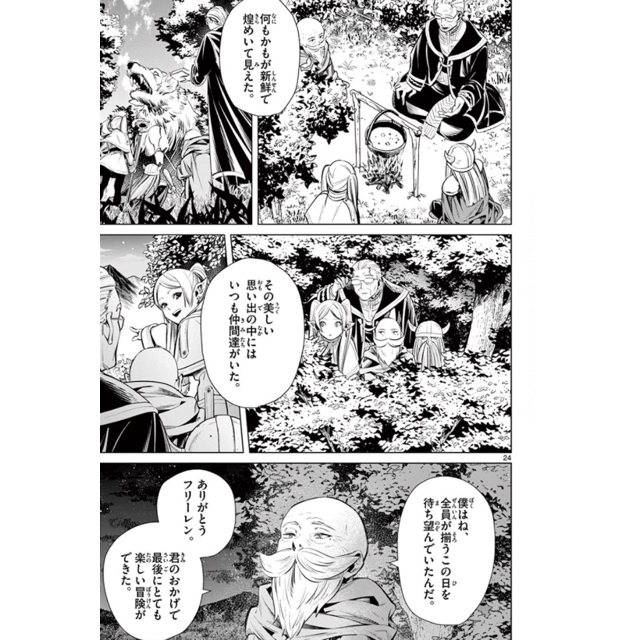 何もかもが新鮮で
煌めいて見えた。
その美しい
思い出の中には
いつも仲間達がいた。
24
僕はね、
全員が揃うこの日を
待ち望んでいたんだ。
ありがとう
フリーレン。
君のおかげで
最後にとても
楽しい冒険が
できた。